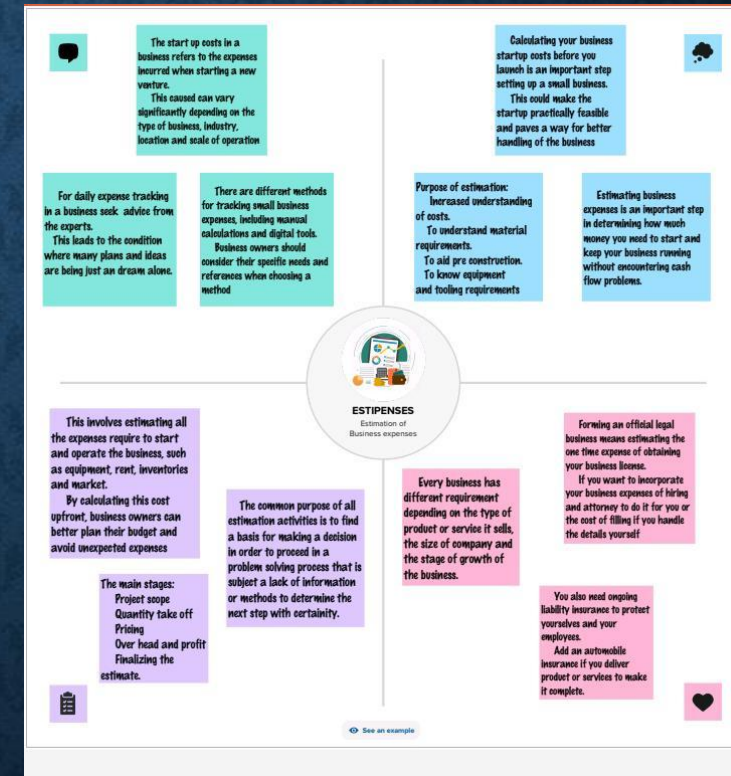 The start up costs in a
business refers to the expenses
incurred when starting a new
venture.
This caused can vary
significantly depending on the
type of business, industry,
location and scale of operation
For daily expense tracking
in a business seek advice from
the experts.
This leads to the condition
where many plans and ideas
are being just an dream alone.
There are different methods
for tracking small business
expenses, including manual
calculations and digital tools.
Business owners should
consider their specific needs and
references when choosing a
method
Calculating your business
startup costs before you
launch is an important step
setting up a small business.
This could make the
startup practically feasible
and paves a way for better
handling of the business
Purpose of estimation:
Increased understanding
of costs.
To understand material
requirements.
To aid pre construction.
To know equipment
and tooling requirements
Estimating business
expenses is an important step
in determining how much
money you need to start and
keep your business running
without encountering cash
flow problems.
ESTIPENSES
Estimation of
Business expenses
This involves estimating all
the expenses require to start
and operate the business, such
as equipment, rent, inventories
and market.
By calculating this cost
upfront, business owners can
better plan their budget and
avoid unexpected expenses
The common purpose of all
estimation activities is to find
a basis for making a decision
in order to proceed in a
problem solving process that is
subject a lack of information
or methods to determine the
next step with certainity.
The main stages:
Project scope
Quantity take off
Pricing
Over head and profit
Finalizing the
estimate.
Every business has
different requirement
depending on the type of
product or service it sells,
the size of company and
the stage of growth of
the business.
Forming an official legal
business means estimating the
one time expense of obtaining
your business license.
If you want to incorporate
your business expenses of hiring
and attorney to do it for you or
the cost of filling if you handle
the details yourself
You also need ongoing
liability insurance to protect
yourselves and your
employees.
Add an automobile
insurance if you deliver
product or services to make
it complete.
See an example